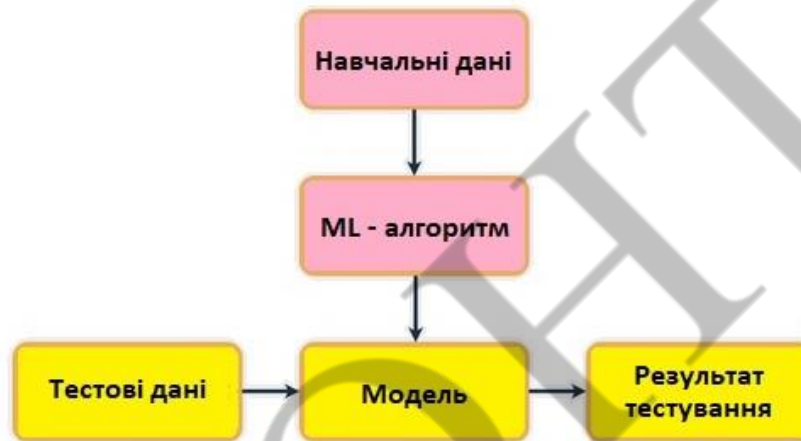 Навчальні дані
ML - алгоритм
Тестові дані
Модель
Результат
тестування